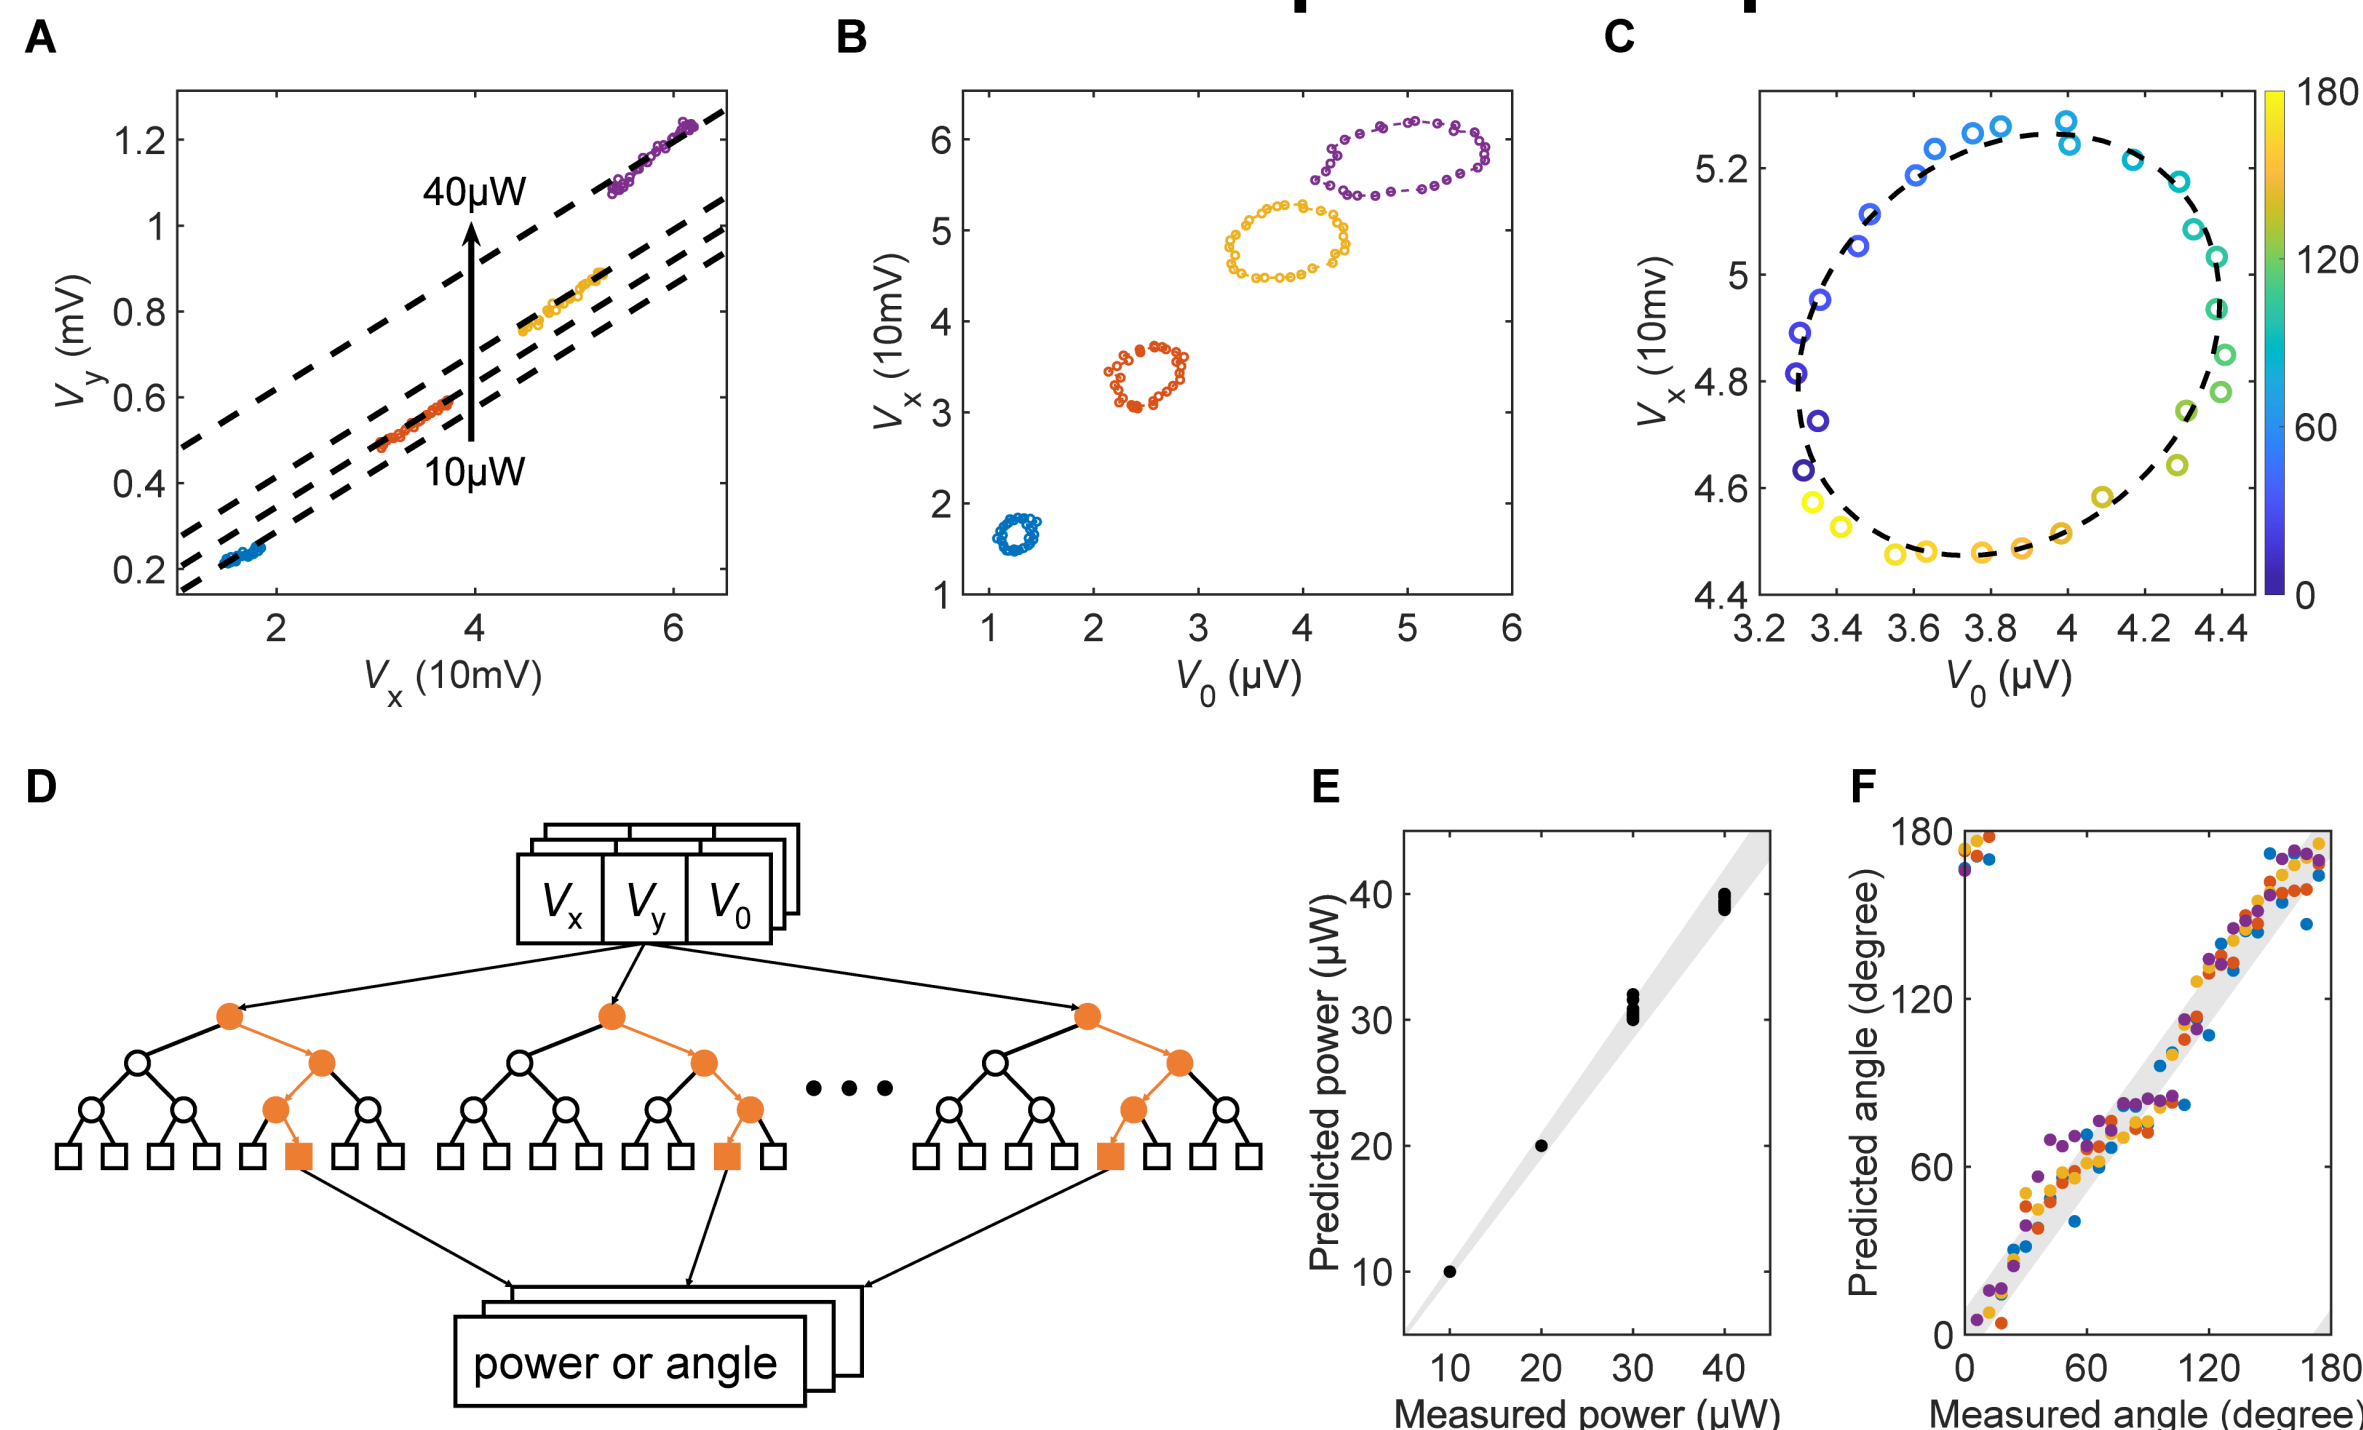 A
B
C
1.2
1
0.8
0.6
0.4
0.2
2
4
6
40μW
10μW
Vy (mV)
Vx (10mV)
6
5
4
3
2
1
1
2
3
4
5
6
Vx (10mV)
V0 (μV)
5.2
5
4.8
4.6
4.4
3.2
3.4
3.6
3.8
4
4.2
4.4
Vx (10mv)
V0 (μV)
180
120
60
0
D
Vx Vy V0
power or angle
E
40
30
20
10
10
20
30
40
Predicted power (μW)
Measured power (μW)
F
180
120
60
0
0
60
120
180
Predicted angle (degree)
Measured angle (degree)